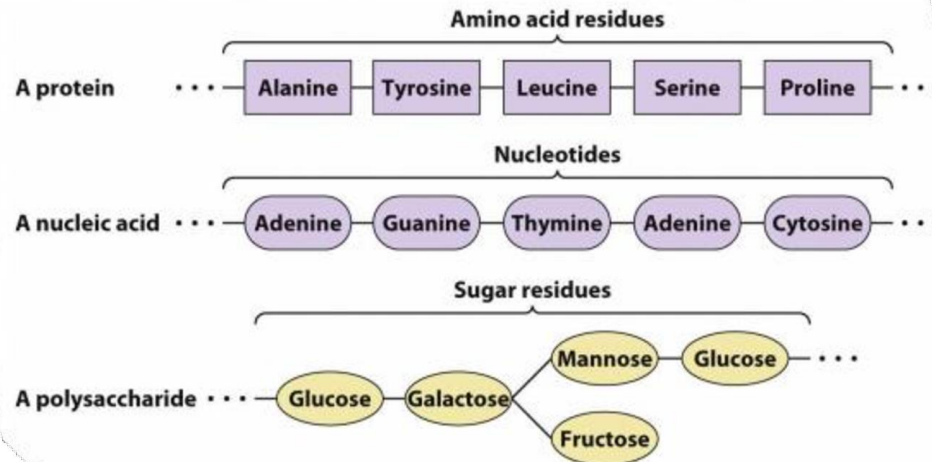 Amino acid residues
A protein ... Alanine Tyrosine Leucine Serine Proline ..
Nucleotides
A nucleic acid ... Adenine Guanine Thymine Adenine Cytosine ..
Sugar residues
Mannose Glucose ...
A polysaccharide ... Glucose Galactose
Fructose